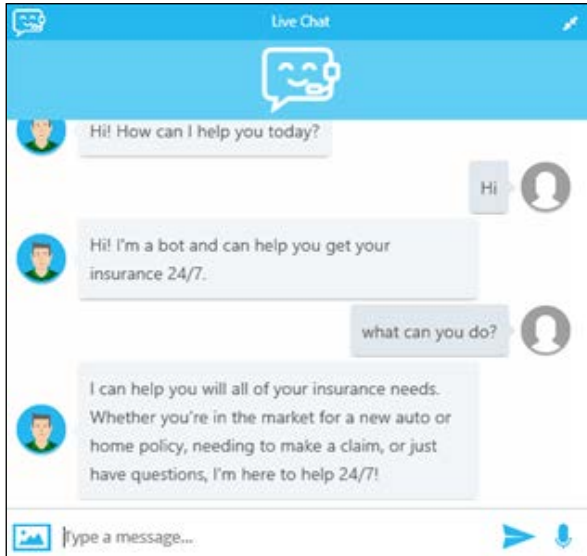 Live Chat
Hi! How can I help you today?
Hi
Hi! I'm a bot and can help you get your
insurance 24/7.
what can you do?
I can help you will all of your insurance needs.
Whether you're in the market for a new auto or
home policy, needing to make a claim, or just
have questions, I'm here to help 24/7!
Type a message...